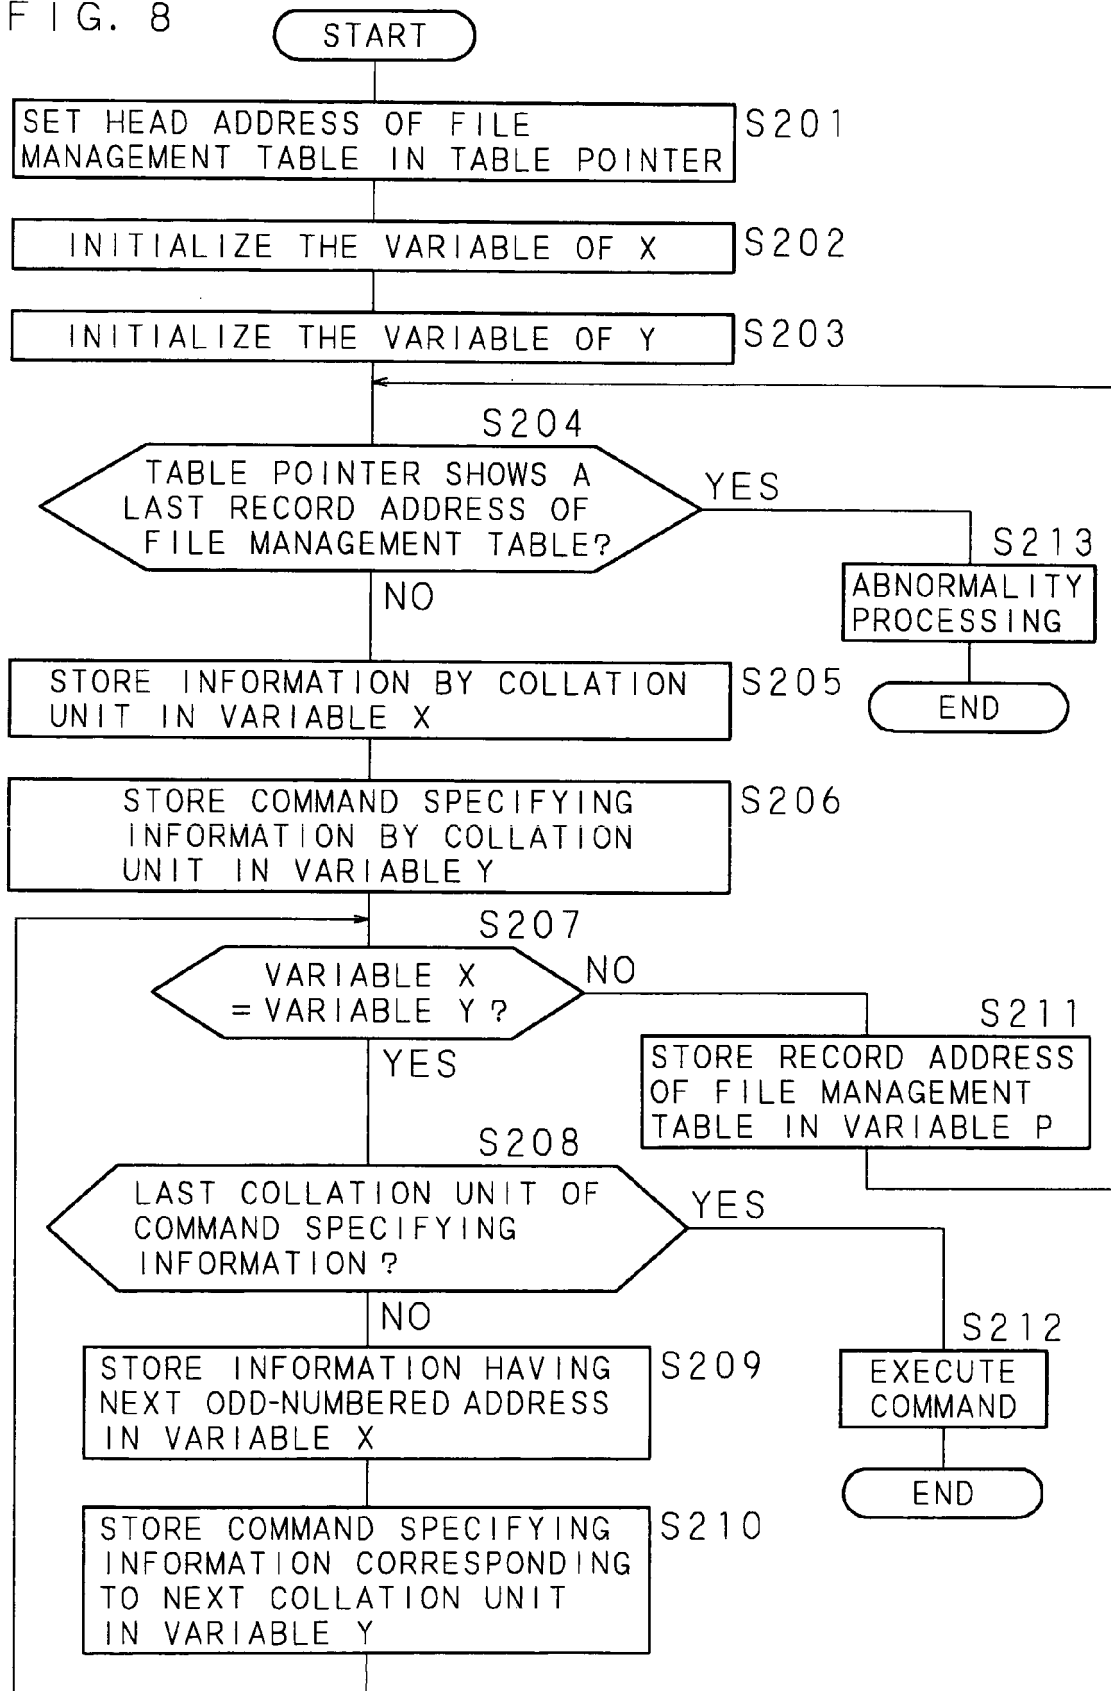 FIG. 8
START
SET HEAD ADDRESS OF FILE
MANAGEMENT TABLE IN TABLE POINTER
S201
INITIALIZE THE VARIABLE OF X
S202
INITIALIZE THE VARIABLE OF Y
S203
S204
TABLE POINTER SHOWS A
LAST RECORD ADDRESS OF
FILE MANAGEMENT TABLE?
YES
NO
S213
ABNORMALITY
PROCESSING
END
STORE INFORMATION BY COLLATION
UNIT IN VARIABLE X
S205
STORE COMMAND SPECIFYING
INFORMATION BY COLLATION
UNIT IN VARIABLE Y
S206
S207
VARIABLE X
= VARIABLE Y?
NO
YES
S211
STORE RECORD ADDRESS
OF FILE MANAGEMENT
TABLE IN VARIABLE P
S208
LAST COLLATION UNIT OF
COMMAND SPECIFYING
INFORMATION?
YES
NO
S212
EXECUTE
COMMAND
END
STORE INFORMATION HAVING
NEXT ODD-NUMBERED ADDRESS
IN VARIABLE X
S209
STORE COMMAND SPECIFYING
INFORMATION CORRESPONDING
TO NEXT COLLATION UNIT
IN VARIABLE Y
S210